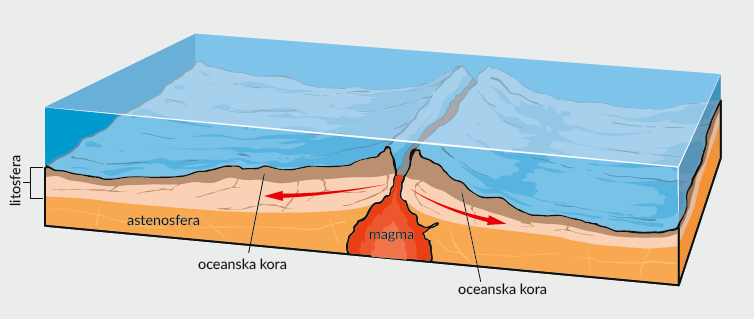 litosfera
astenosfera
magma
oceanska kora
oceanska kora